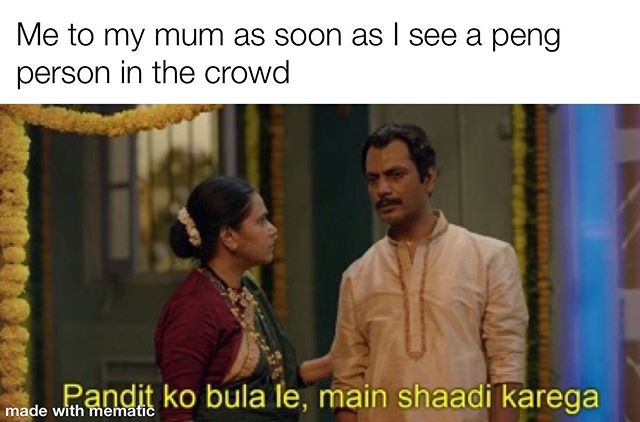 Me to my mum as soon as I see a peng
person in the crowd
Pandit ko bula le, main shaadi karega
made with mematic